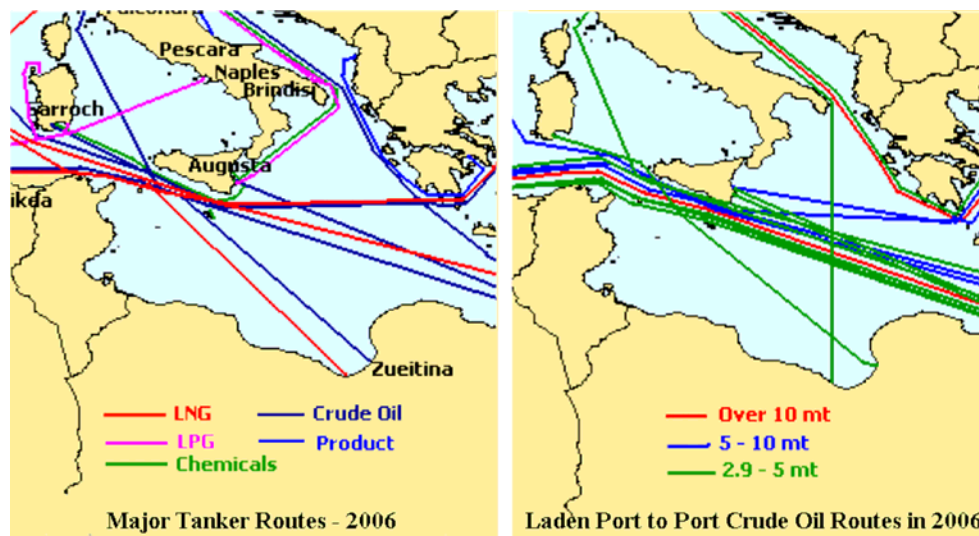 Pescara
Naples
Brindisi
arroch
Augusta
ikda
Zueitina
LNG
Crude Oil
LPG
Product
Chemicals
Major Tanker Routes - 2006
Over 10 mt
5 - 10 mt
2.9 - 5 mt
Laden Port to Port Crude Oil Routes in 2006